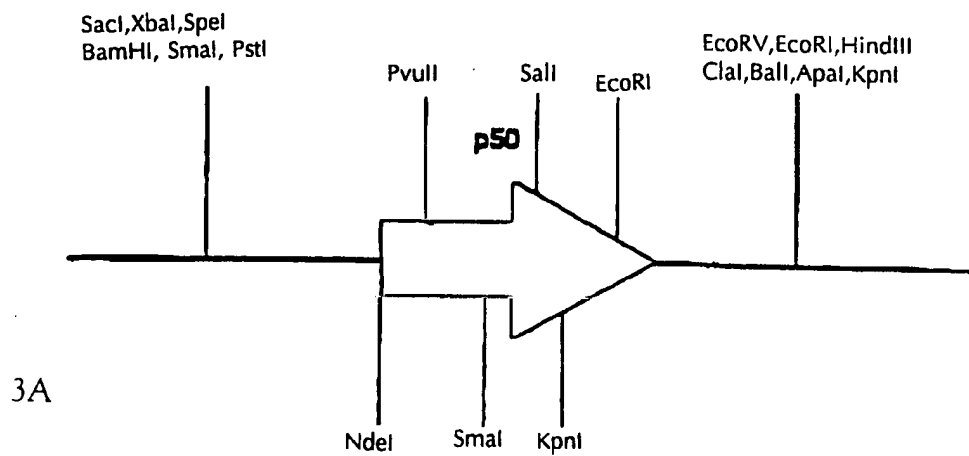 SacI,XbaI,SpeI
BamHI, SmaI, PstI
EcoRV,EcoRI,HindIII
ClaI,BalI,ApaI,KpnI
PvuII
SalI
EcoRI
p50
3A
NdeI
SmaI
KpnI